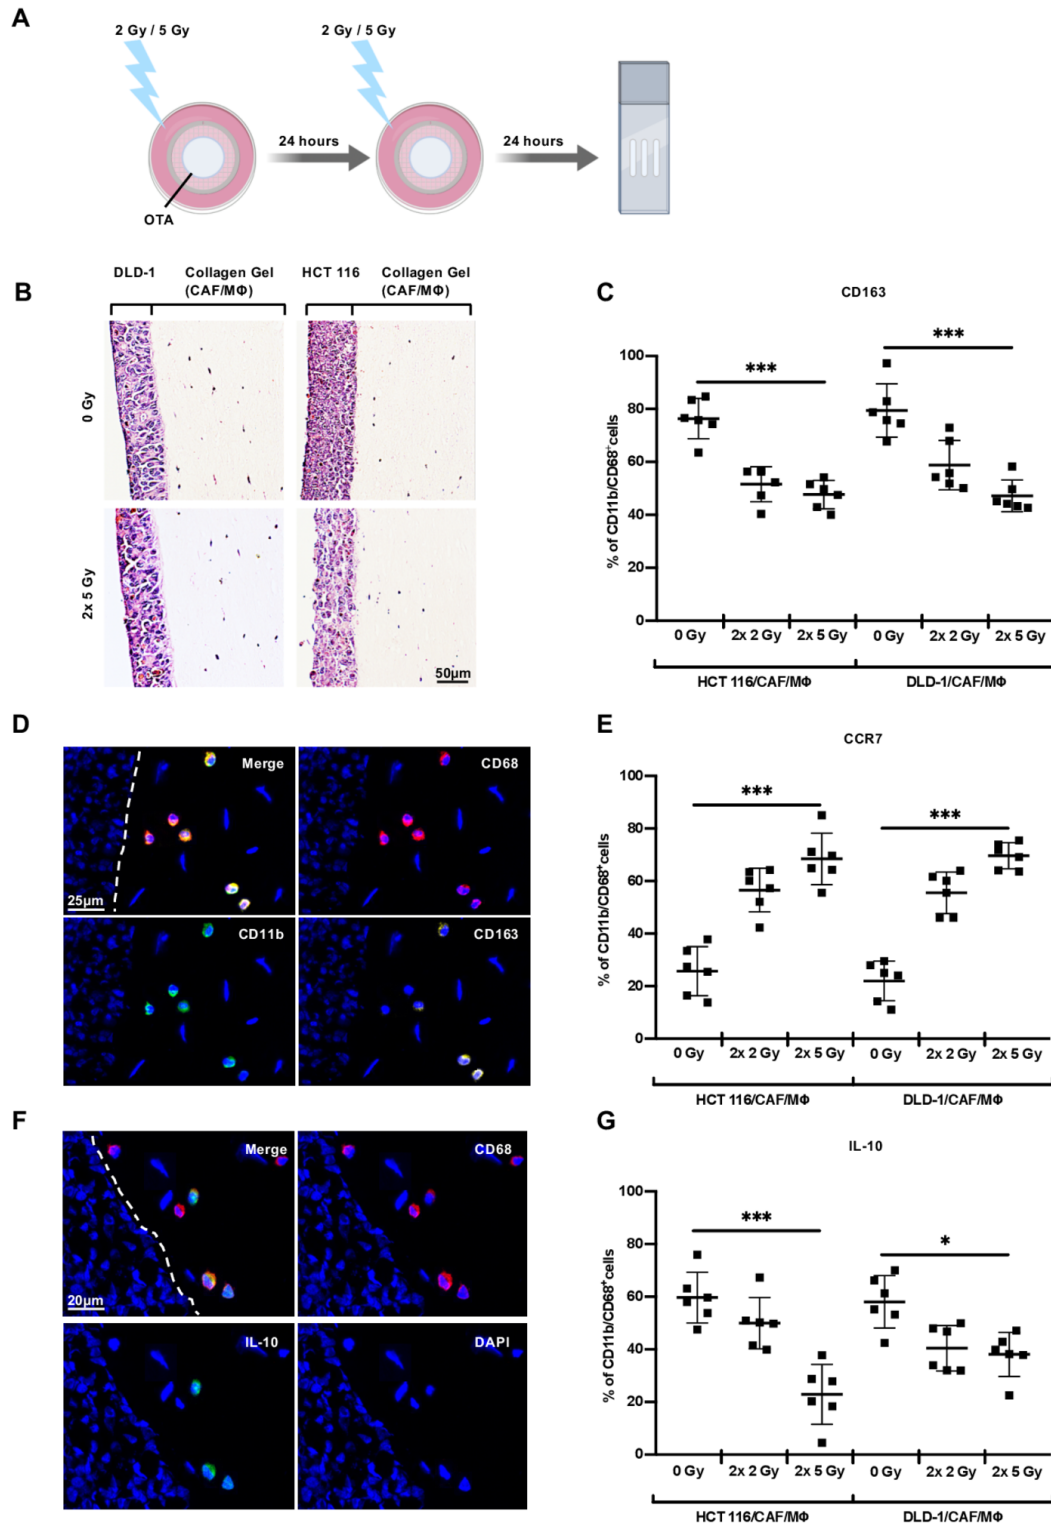 A
2 Gy / 5 Gy
2 Gy / 5 Gy
24 hours
24 hours
OTA
B
DLD-1
Collagen Gel
(CAF/MΦ)
HCT 116
Collagen Gel
(CAF/MΦ)
0 Gy
2x 5 Gy
50µm
C
CD163
***
***
% of CD11b/CD68⁺cells
100
80
60
40
20
0
0 Gy
2x 2 Gy
2x 5 Gy
0 Gy
2x 2 Gy
2x 5 Gy
HCT 116/CAF/MΦ
DLD-1/CAF/MΦ
D
Merge
CD68
25µm
CD11b
CD163
E
CCR7
***
***
% of CD11b/CD68⁺cells
100
80
60
40
20
0
0 Gy
2x 2 Gy
2x 5 Gy
0 Gy
2x 2 Gy
2x 5 Gy
HCT 116/CAF/MΦ
DLD-1/CAF/MΦ
F
Merge
CD68
20µm
IL-10
DAPI
G
IL-10
***
*
% of CD11b/CD68⁺cells
100
80
60
40
20
0
0 Gy
2x 2 Gy
2x 5 Gy
0 Gy
2x 2 Gy
2x 5 Gy
HCT 116/CAF/MΦ
DLD-1/CAF/MΦ